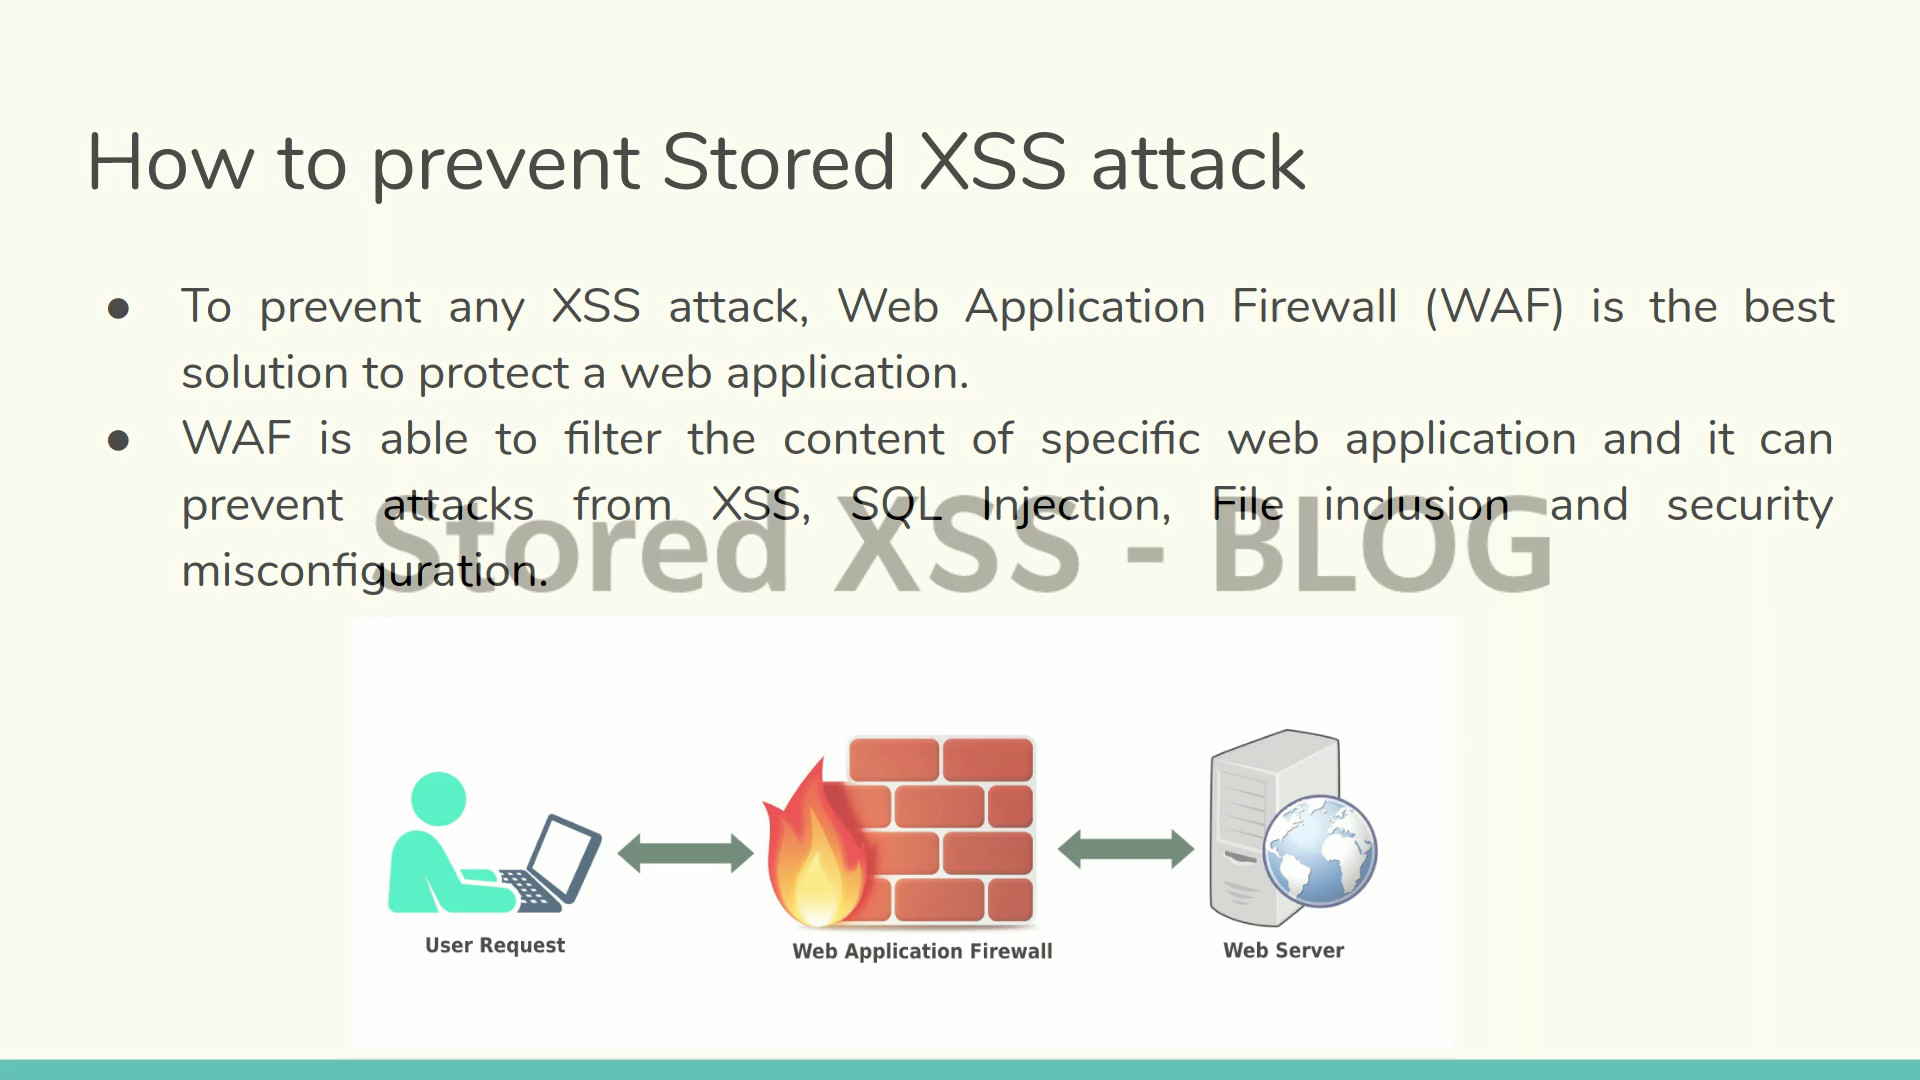 How to prevent Stored XSS attack
● To prevent any XSS attack, Web Application Firewall (WAF) is the best
solution to protect a web application.
● WAF is able to filter the content of specific web application and it can
prevent attacks from XSS, SQL Injection, File inclusion and security
misconfiguration.
Stored XSS - BLOG
User Request
Web Application Firewall
Web Server